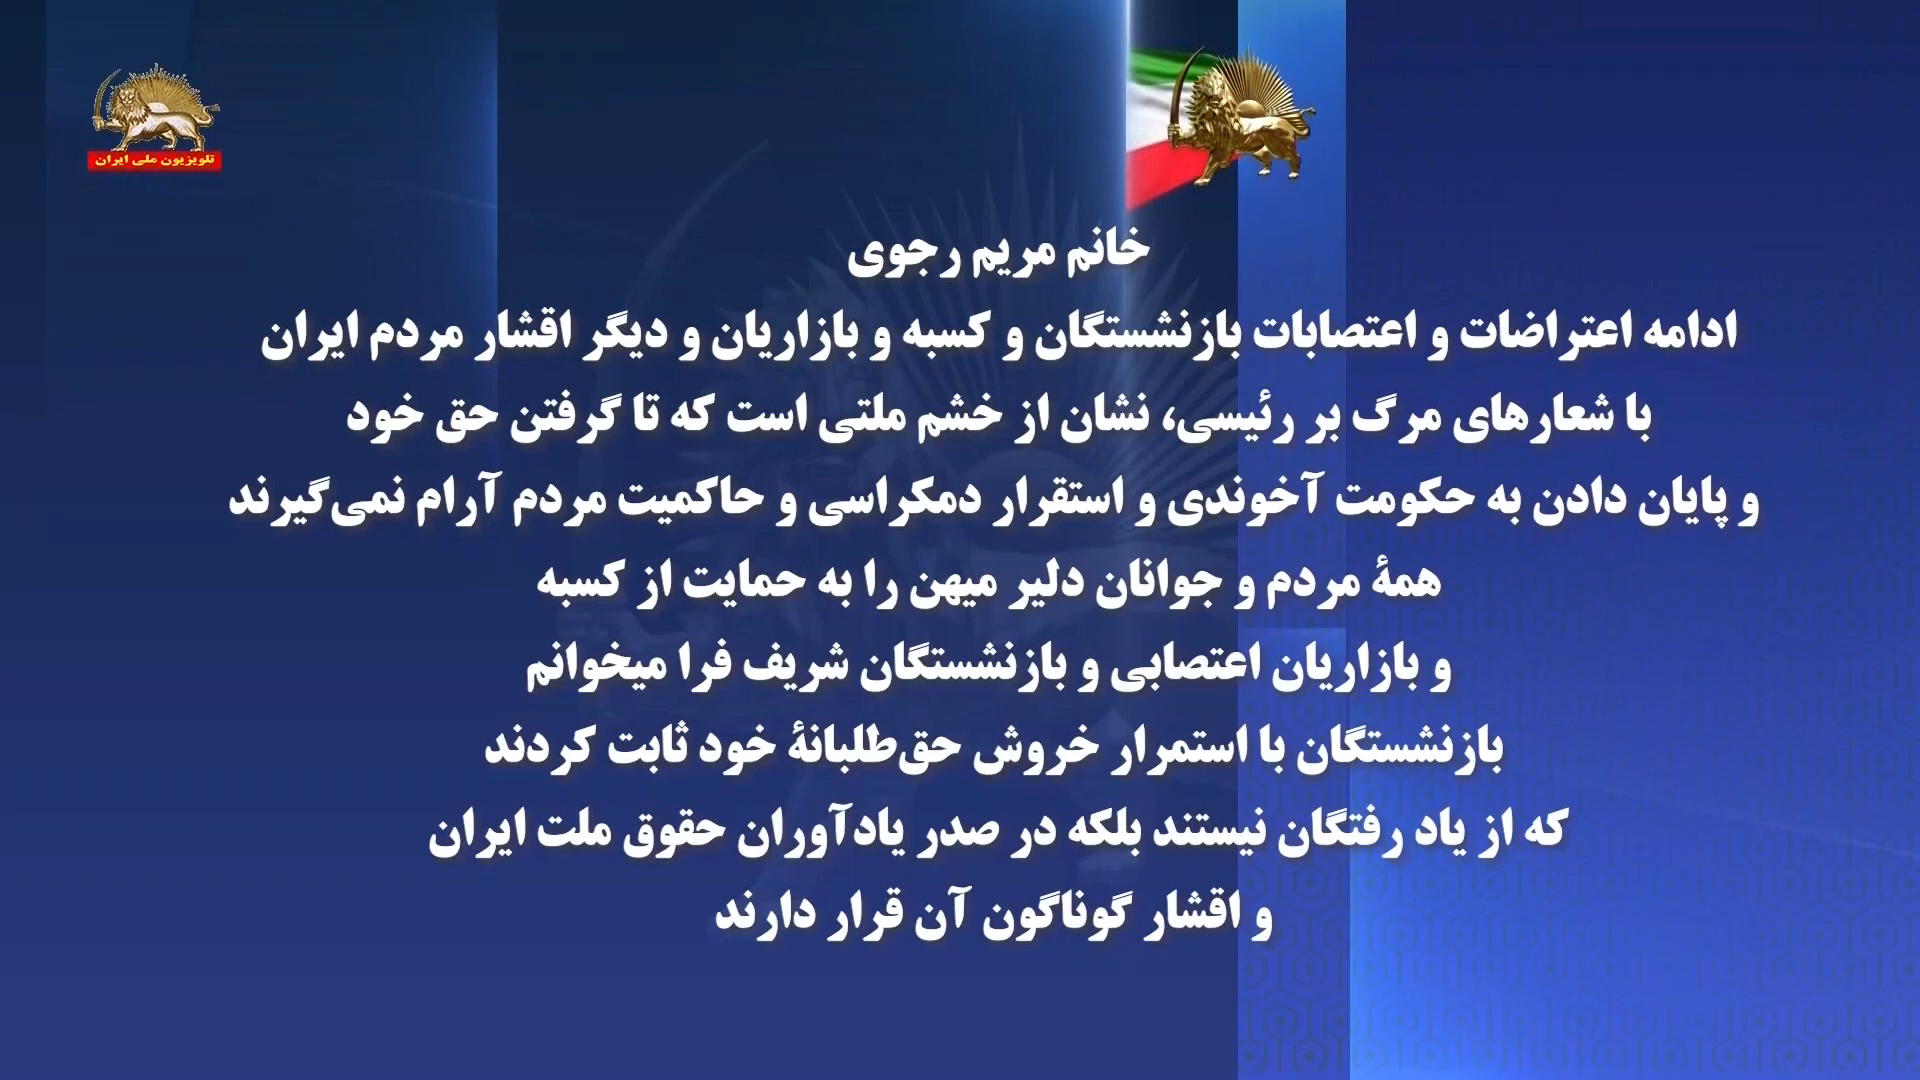 تلویزیون ملی ایران
خانم مریم رجوی
ادامه اعتراضات و اعتصابات بازنشستگان و کسبه و بازاریان و دیگر اقشار مردم ایران
با شعارهای مرگ بر رئیسی، نشان از خشم ملتی است که تا گرفتن حق خود
و پایان دادن به حکومت آخوندی و استقرار دمکراسی و حاکمیت مردم آرام نمی‌گیرند
همهٔ مردم و جوانان دلیر میهن را به حمایت از کسبه
و بازاریان اعتصابی و بازنشستگان شریف فرا میخوانم
بازنشستگان با استمرار خروش حق‌طلبانهٔ خود ثابت کردند
که از یاد رفتگان نیستند بلکه در صدر یادآوران حقوق ملت ایران
و اقشار گوناگون آن قرار دارند